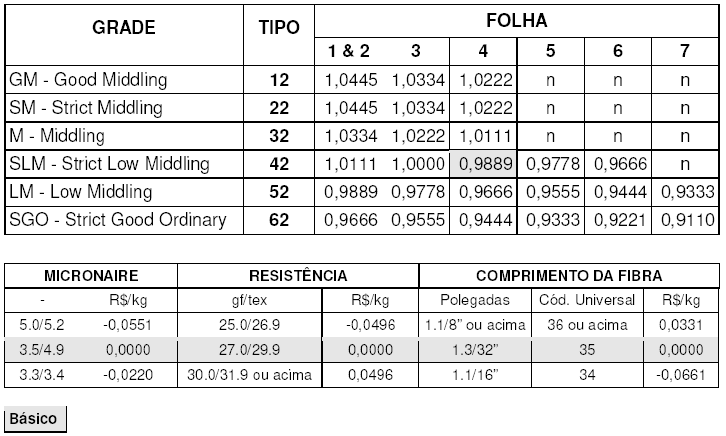 GRADE TIPO FOLHA
1 & 2 3 4 5 6 7
GM - Good Middling 12 1,0445 1,0334 1,0222 n n n
SM - Strict Middling 22 1,0445 1,0334 1,0222 n n n
M - Middling 32 1,0334 1,0222 1,0111 n n n
SLM - Strict Low Middling 42 1,0111 1,0000 0,9889 0,9778 0,9666 n
LM - Low Middling 52 0,9889 0,9778 0,9666 0,9555 0,9444 0,9333
SGO - Strict Good Ordinary 62 0,9666 0,9555 0,9444 0,9333 0,9221 0,9110
MICRONAIRE RESISTÊNCIA COMPRIMENTO DA FIBRA
- R$/kg gf/tex R$/kg Polegadas Cód. Universal R$/kg
5.0/5.2 -0,0551 25.0/26.9 -0,0496 1.1/8” ou acima 36 ou acima 0,0331
3.5/4.9 0,0000 27.0/29.9 0,0000 1.3/32” 35 0,0000
3.3/3.4 -0,0220 30.0/31.9 ou acima 0,0496 1.1/16” 34 -0,0661
Básico